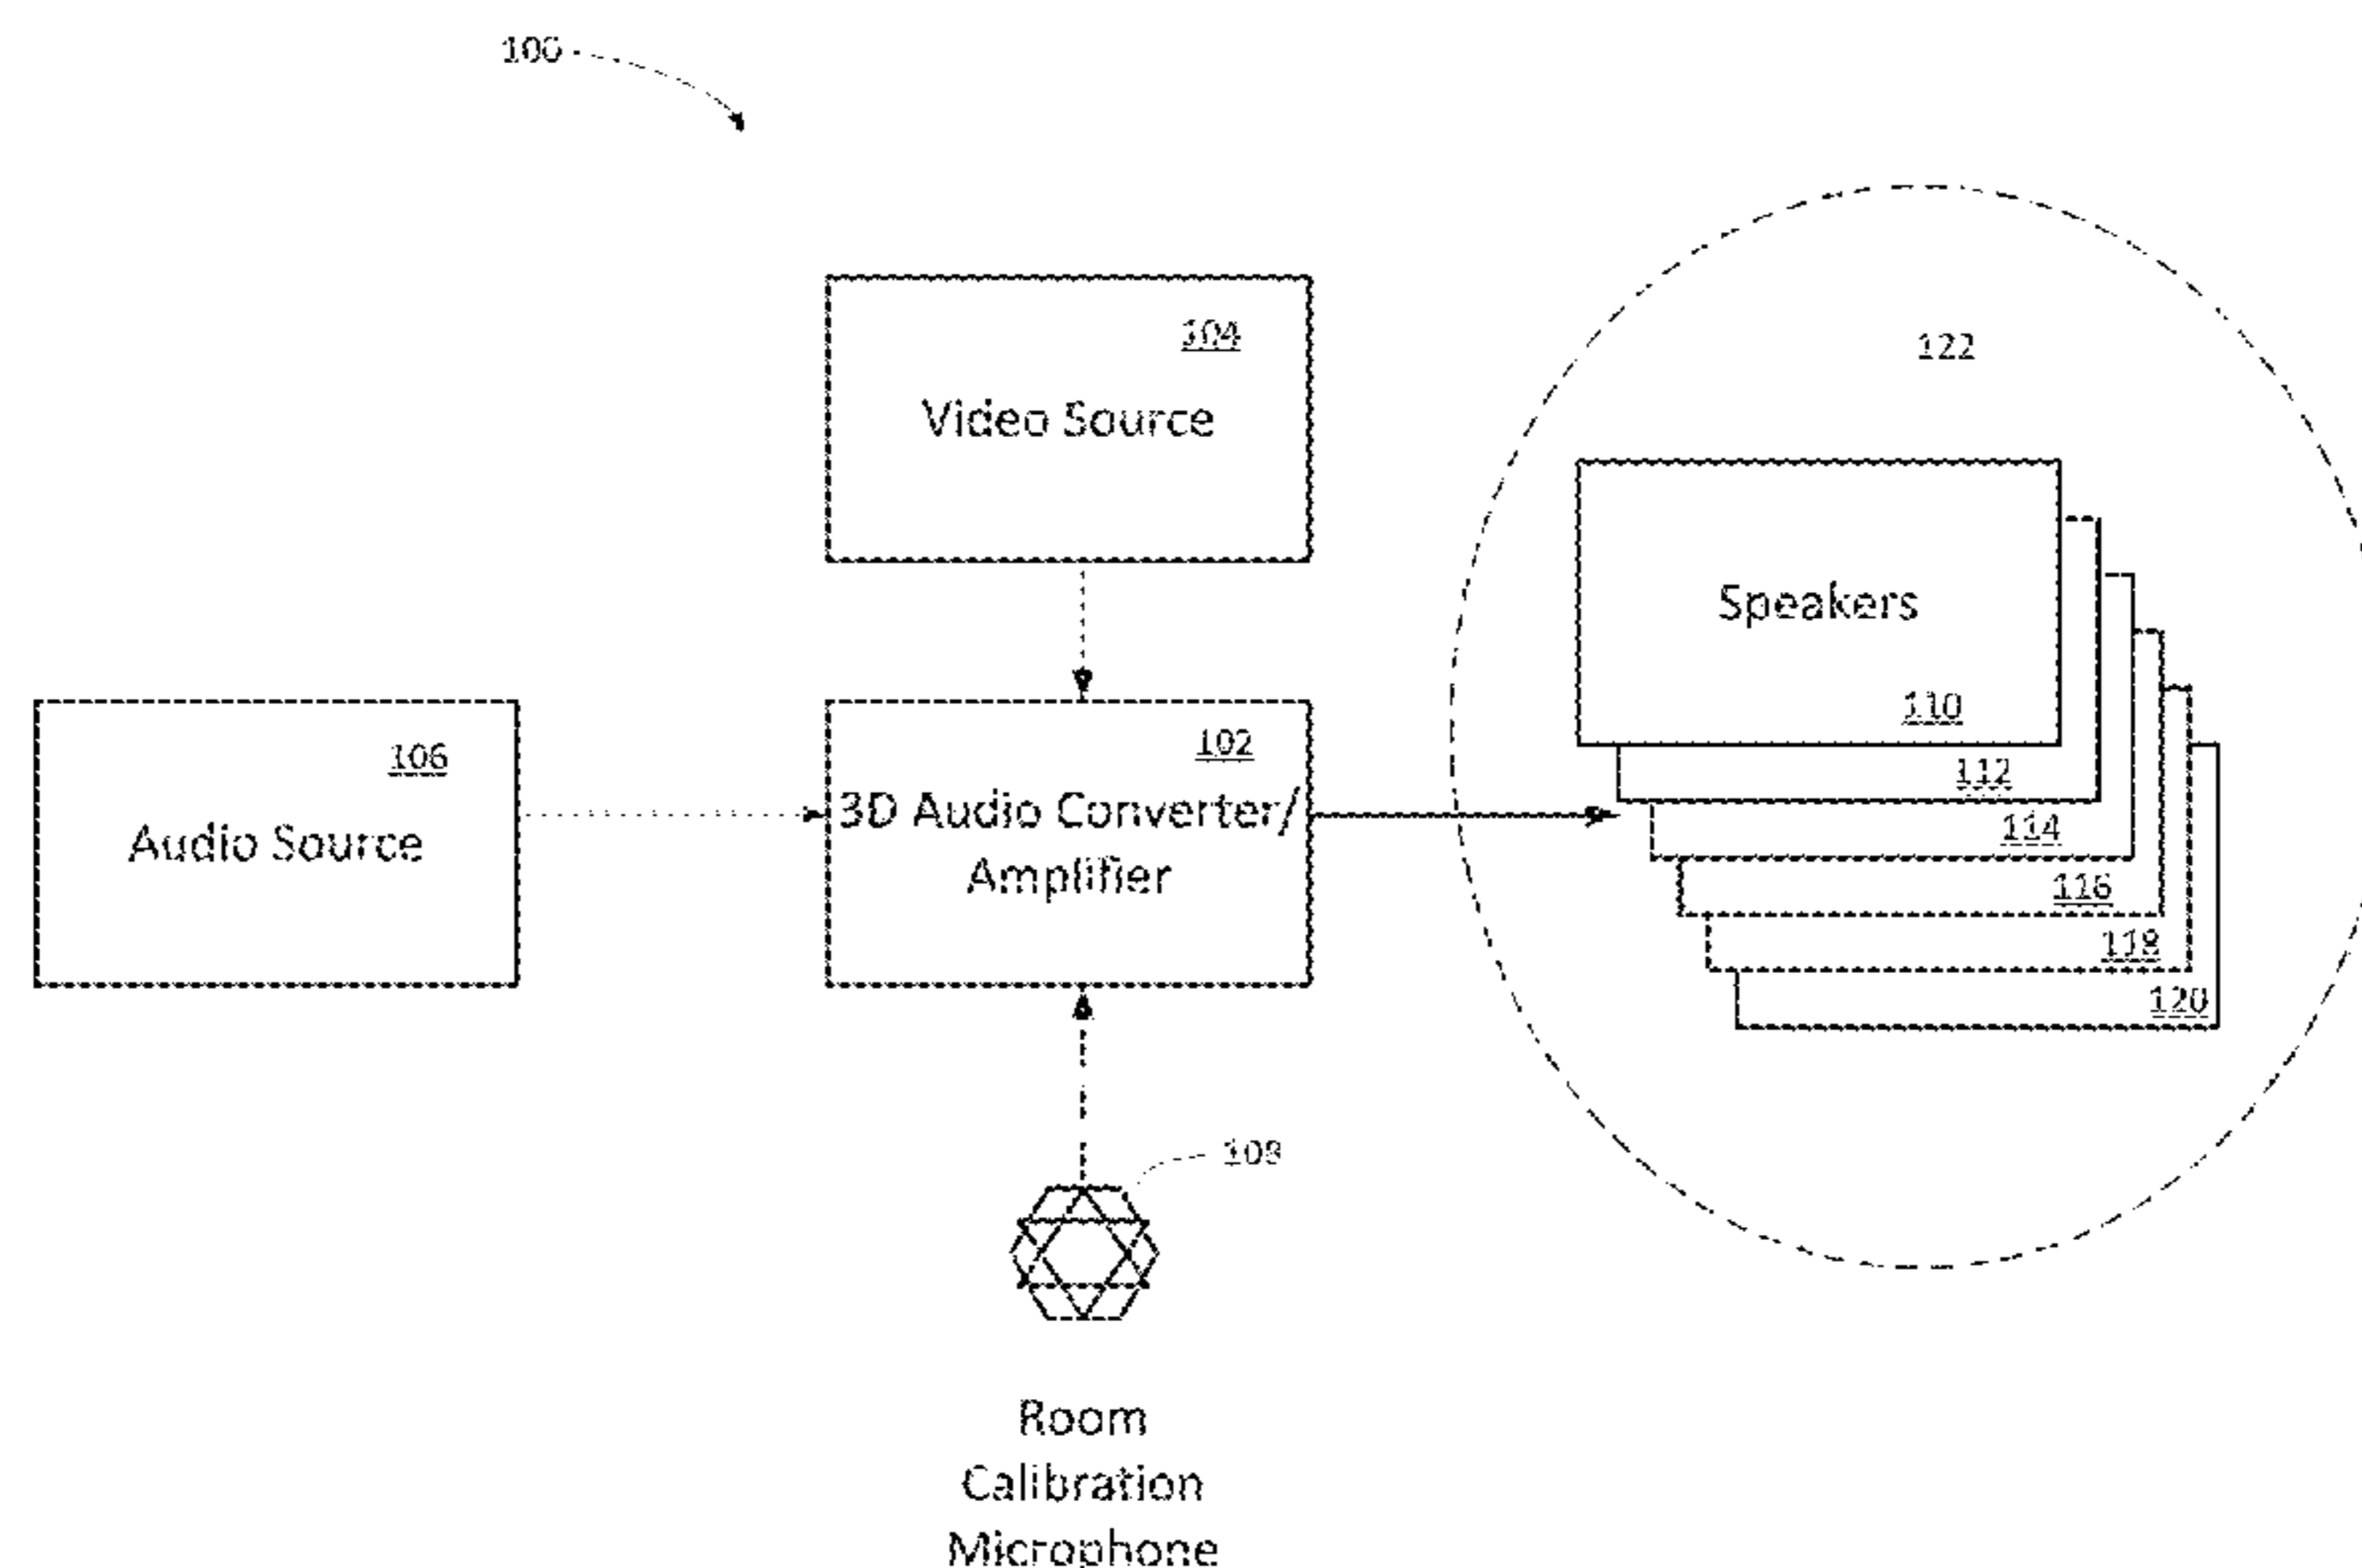 100
104
Video Source
122
Speakers
110
106
Audio Source
102
3D Audio Converter/
Amplifier
112
114
116
118
120
108
Room
Calibration
Microphone